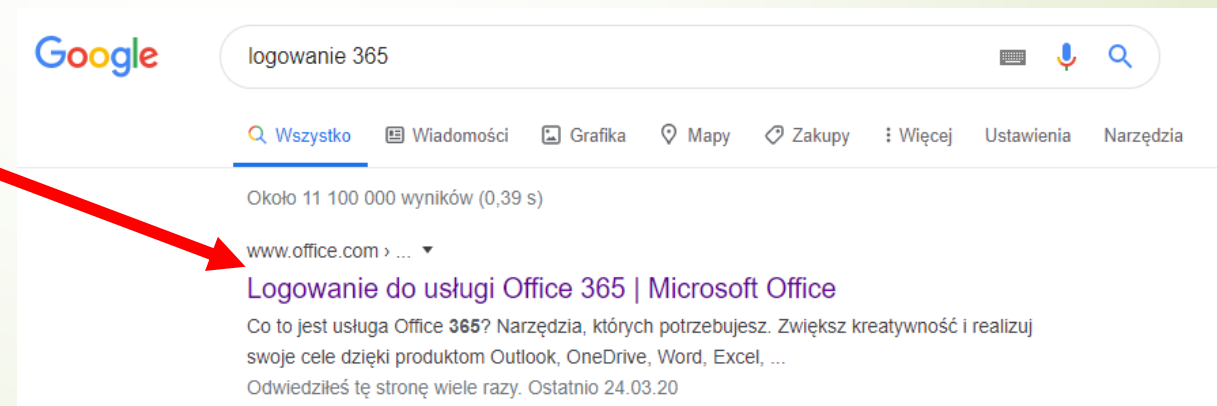 Google
logowanie 365
Wszystko Wiadomości Grafika Mapy Zakupy Więcej Ustawienia Narzędzia
Około 11 100 000 wyników (0,39 s)
www.office.com › ...
Logowanie do usługi Office 365 | Microsoft Office
Co to jest usługa Office 365? Narzędzia, których potrzebujesz. Zwiększ kreatywność i realizuj
swoje cele dzięki produktom Outlook, OneDrive, Word, Excel, ...
Odwiedziłeś tę stronę wiele razy. Ostatnio 24.03.20